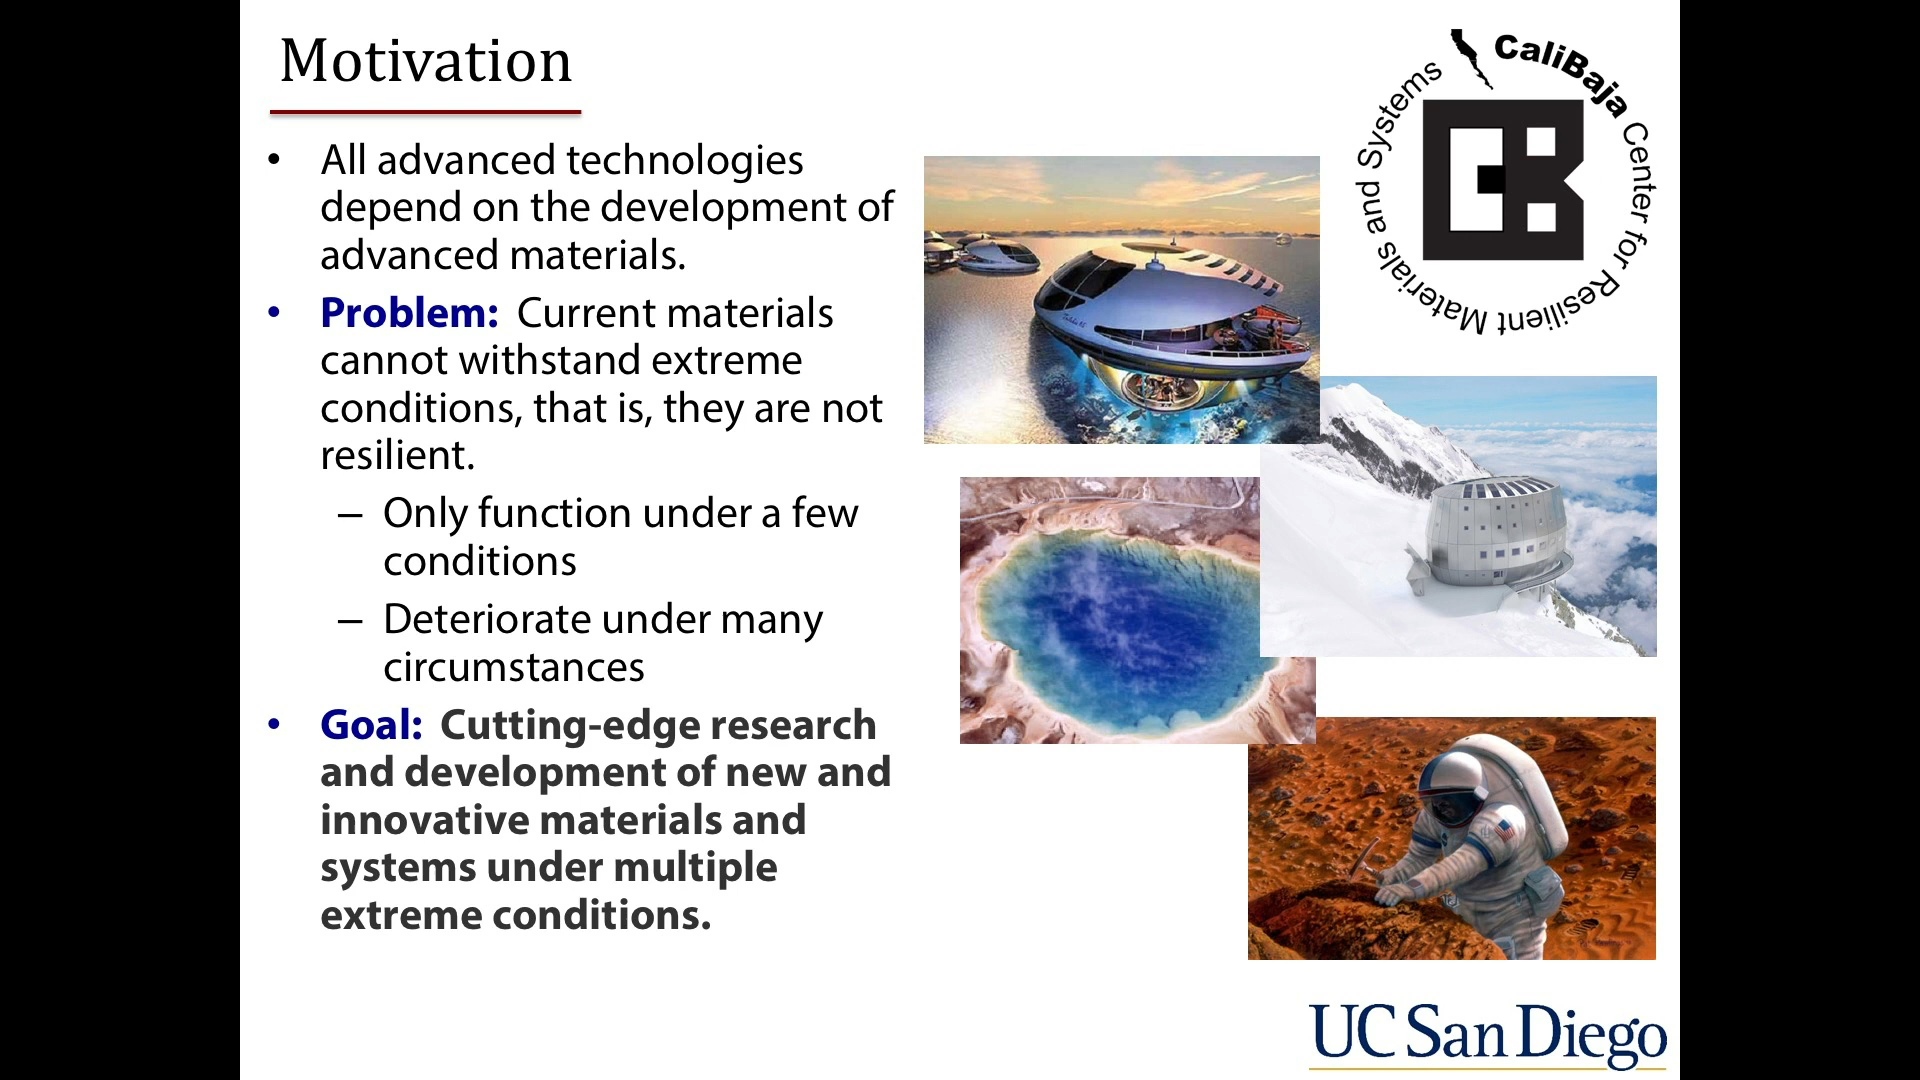 Motivation
• All advanced technologies
depend on the development of
advanced materials.
• Problem: Current materials
cannot withstand extreme
conditions, that is, they are not
resilient.
– Only function under a few
conditions
– Deteriorate under many
circumstances
• Goal: Cutting-edge research
and development of new and
innovative materials and
systems under multiple
extreme conditions.
CaliBaja Center for Resilient Materials and Systems
CB
UC San Diego